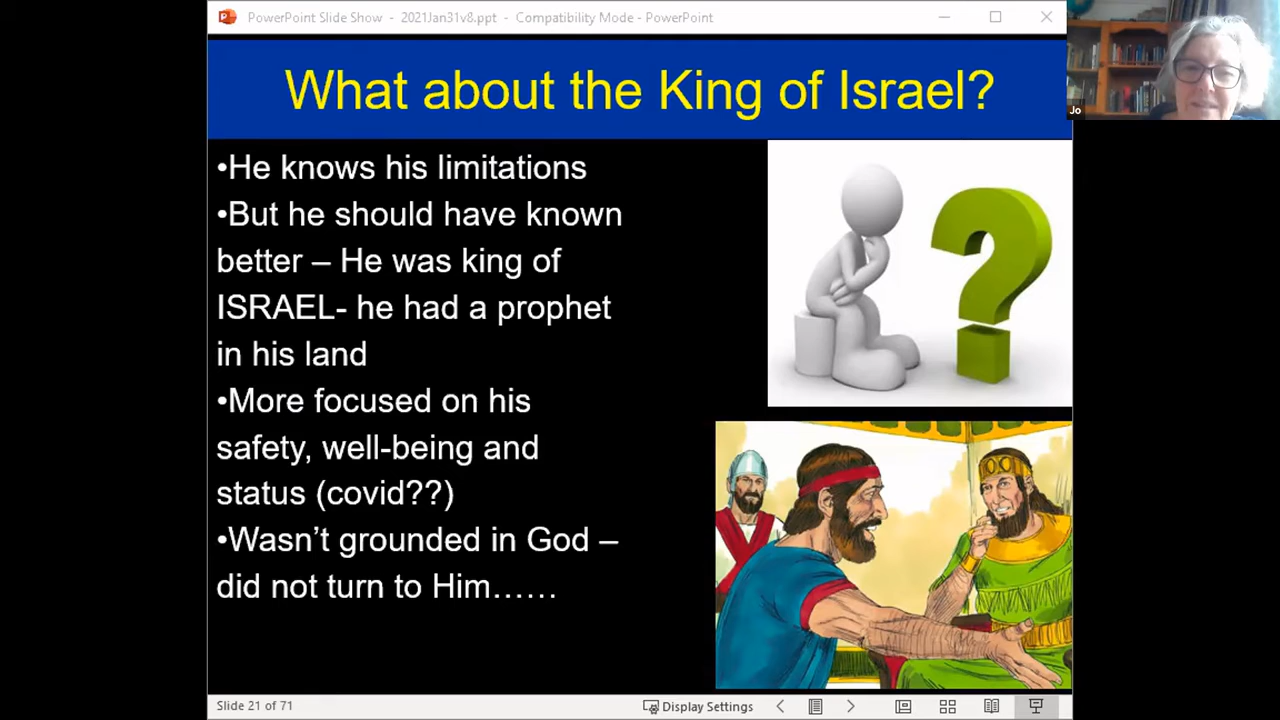 PowerPoint Slide Show - 2021Jan31v8.ppt - Compatibility Mode - PowerPoint
Jo
What about the King of Israel?
•He knows his limitations
•But he should have known
better – He was king of
ISRAEL- he had a prophet
in his land
•More focused on his
safety, well-being and
status (covid??)
•Wasn’t grounded in God –
did not turn to Him……
Slide 21 of 71
Display Settings